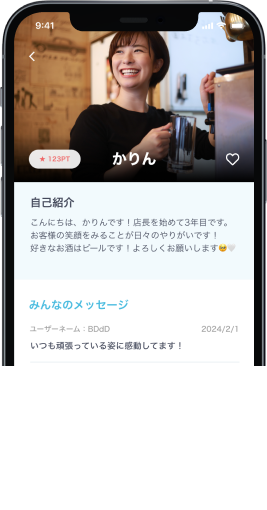 9:41
★ 123PT
かりん
自己紹介
こんにちは、かりんです！店長を始めて3年目です。
お客様の笑顔をみることが日々のやりがいです！
好きなお酒はビールです！よろしくお願いします🥹🤍
みんなのメッセージ
ユーザーネーム：BDdD 2024/2/1
いつも頑張っている姿に感動してます！